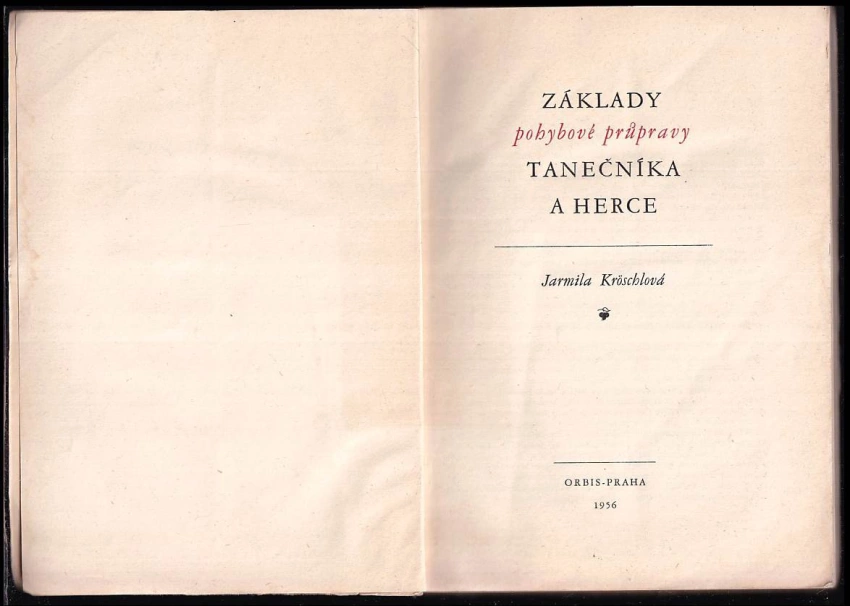 ZÁKLADY
pohybové průpravy
TANEČNÍKA
A HERCE
Jarmila Kröschlová
ORBIS-PRAHA
1956